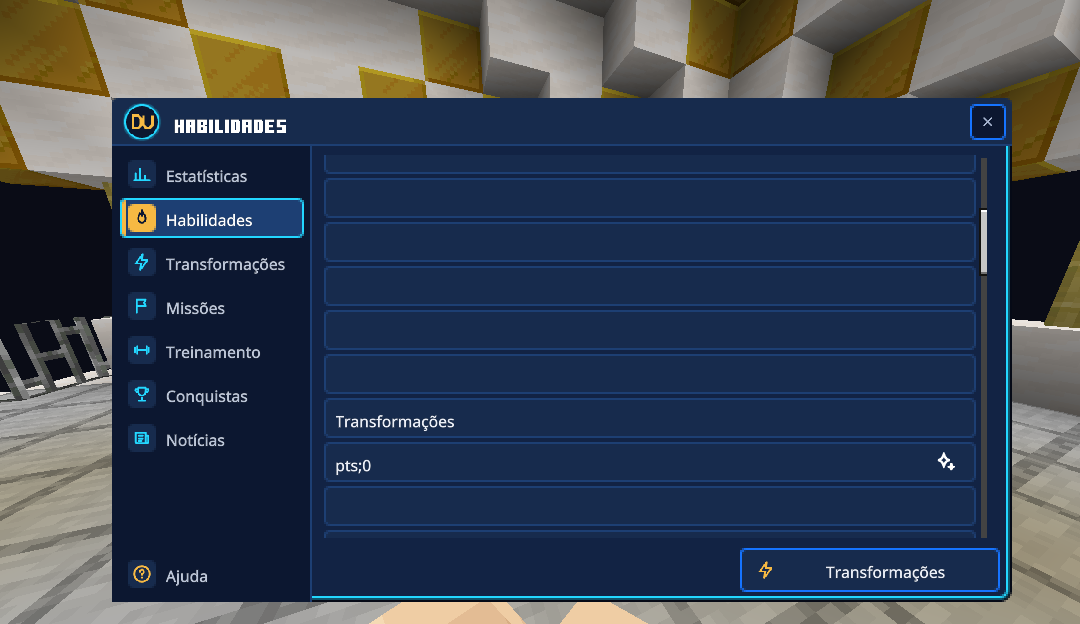 DU
HABILIDADES
×
Estatísticas
Habilidades
Transformações
Missões
Treinamento
Conquistas
Notícias
Ajuda
Transformações
pts;0
Transformações